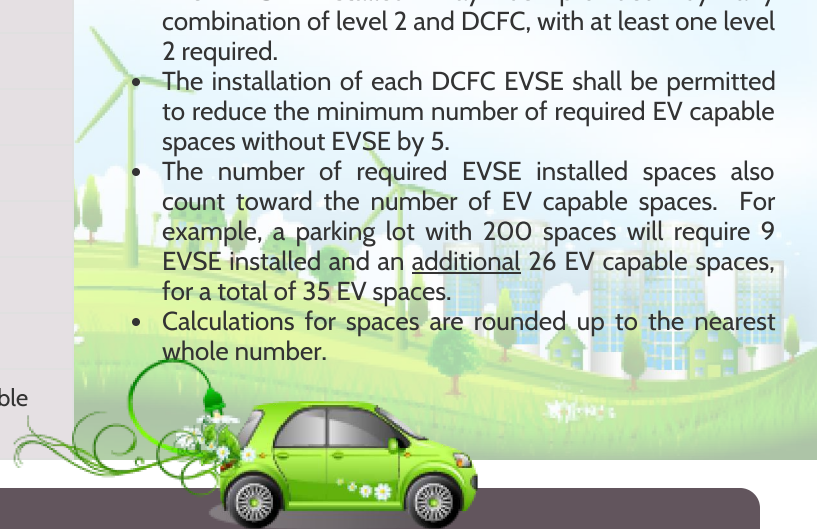 combination of level 2 and DCFC, with at least one level
2 required.
• The installation of each DCFC EVSE shall be permitted
to reduce the minimum number of required EV capable
spaces without EVSE by 5.
• The number of required EVSE installed spaces also
count toward the number of EV capable spaces. For
example, a parking lot with 200 spaces will require 9
EVSE installed and an additional 26 EV capable spaces,
for a total of 35 EV spaces.
• Calculations for spaces are rounded up to the nearest
whole number.
ble